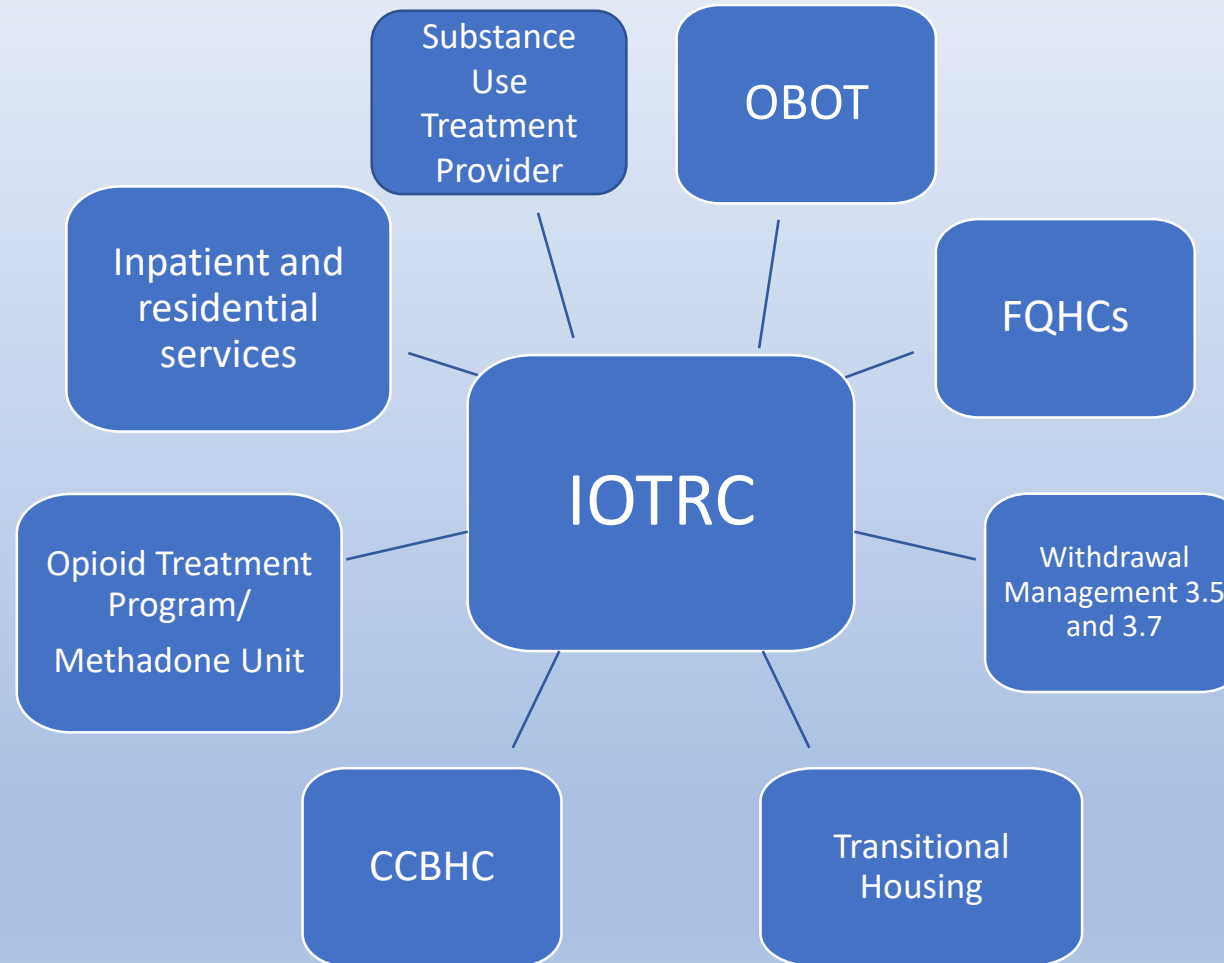 Substance
Use
Treatment
Provider
OBOT
Inpatient and
residential
services
FQHCs
IOTRC
Opioid Treatment
Program/
Methadone Unit
Withdrawal
Management 3.5
and 3.7
CCBHC
Transitional
Housing